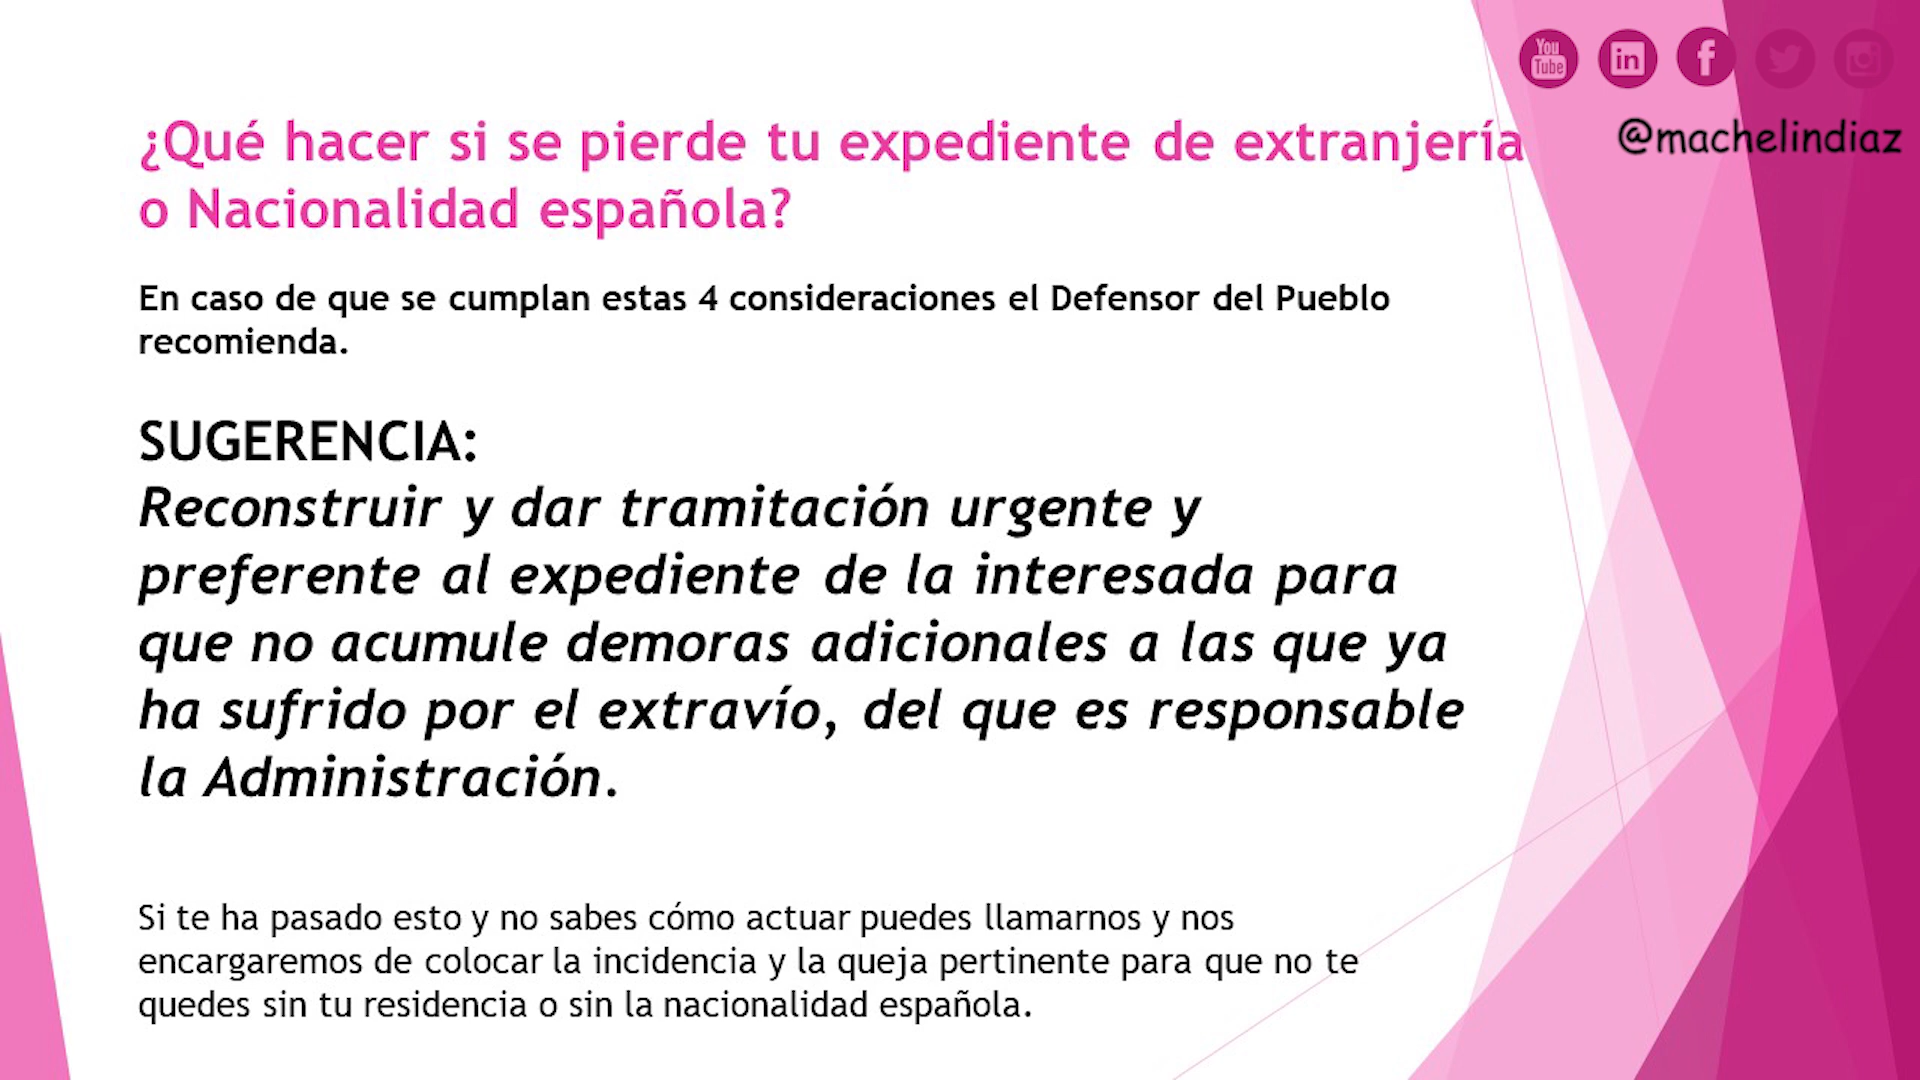 You
Tube
in
f
@machelindiaz
¿Qué hacer si se pierde tu expediente de extranjería
o Nacionalidad española?
En caso de que se cumplan estas 4 consideraciones el Defensor del Pueblo
recomienda.
SUGERENCIA:
Reconstruir y dar tramitación urgente y
preferente al expediente de la interesada para
que no acumule demoras adicionales a las que ya
ha sufrido por el extravío, del que es responsable
la Administración.
Si te ha pasado esto y no sabes cómo actuar puedes llamarnos y nos
encargaremos de colocar la incidencia y la queja pertinente para que no te
quedes sin tu residencia o sin la nacionalidad española.